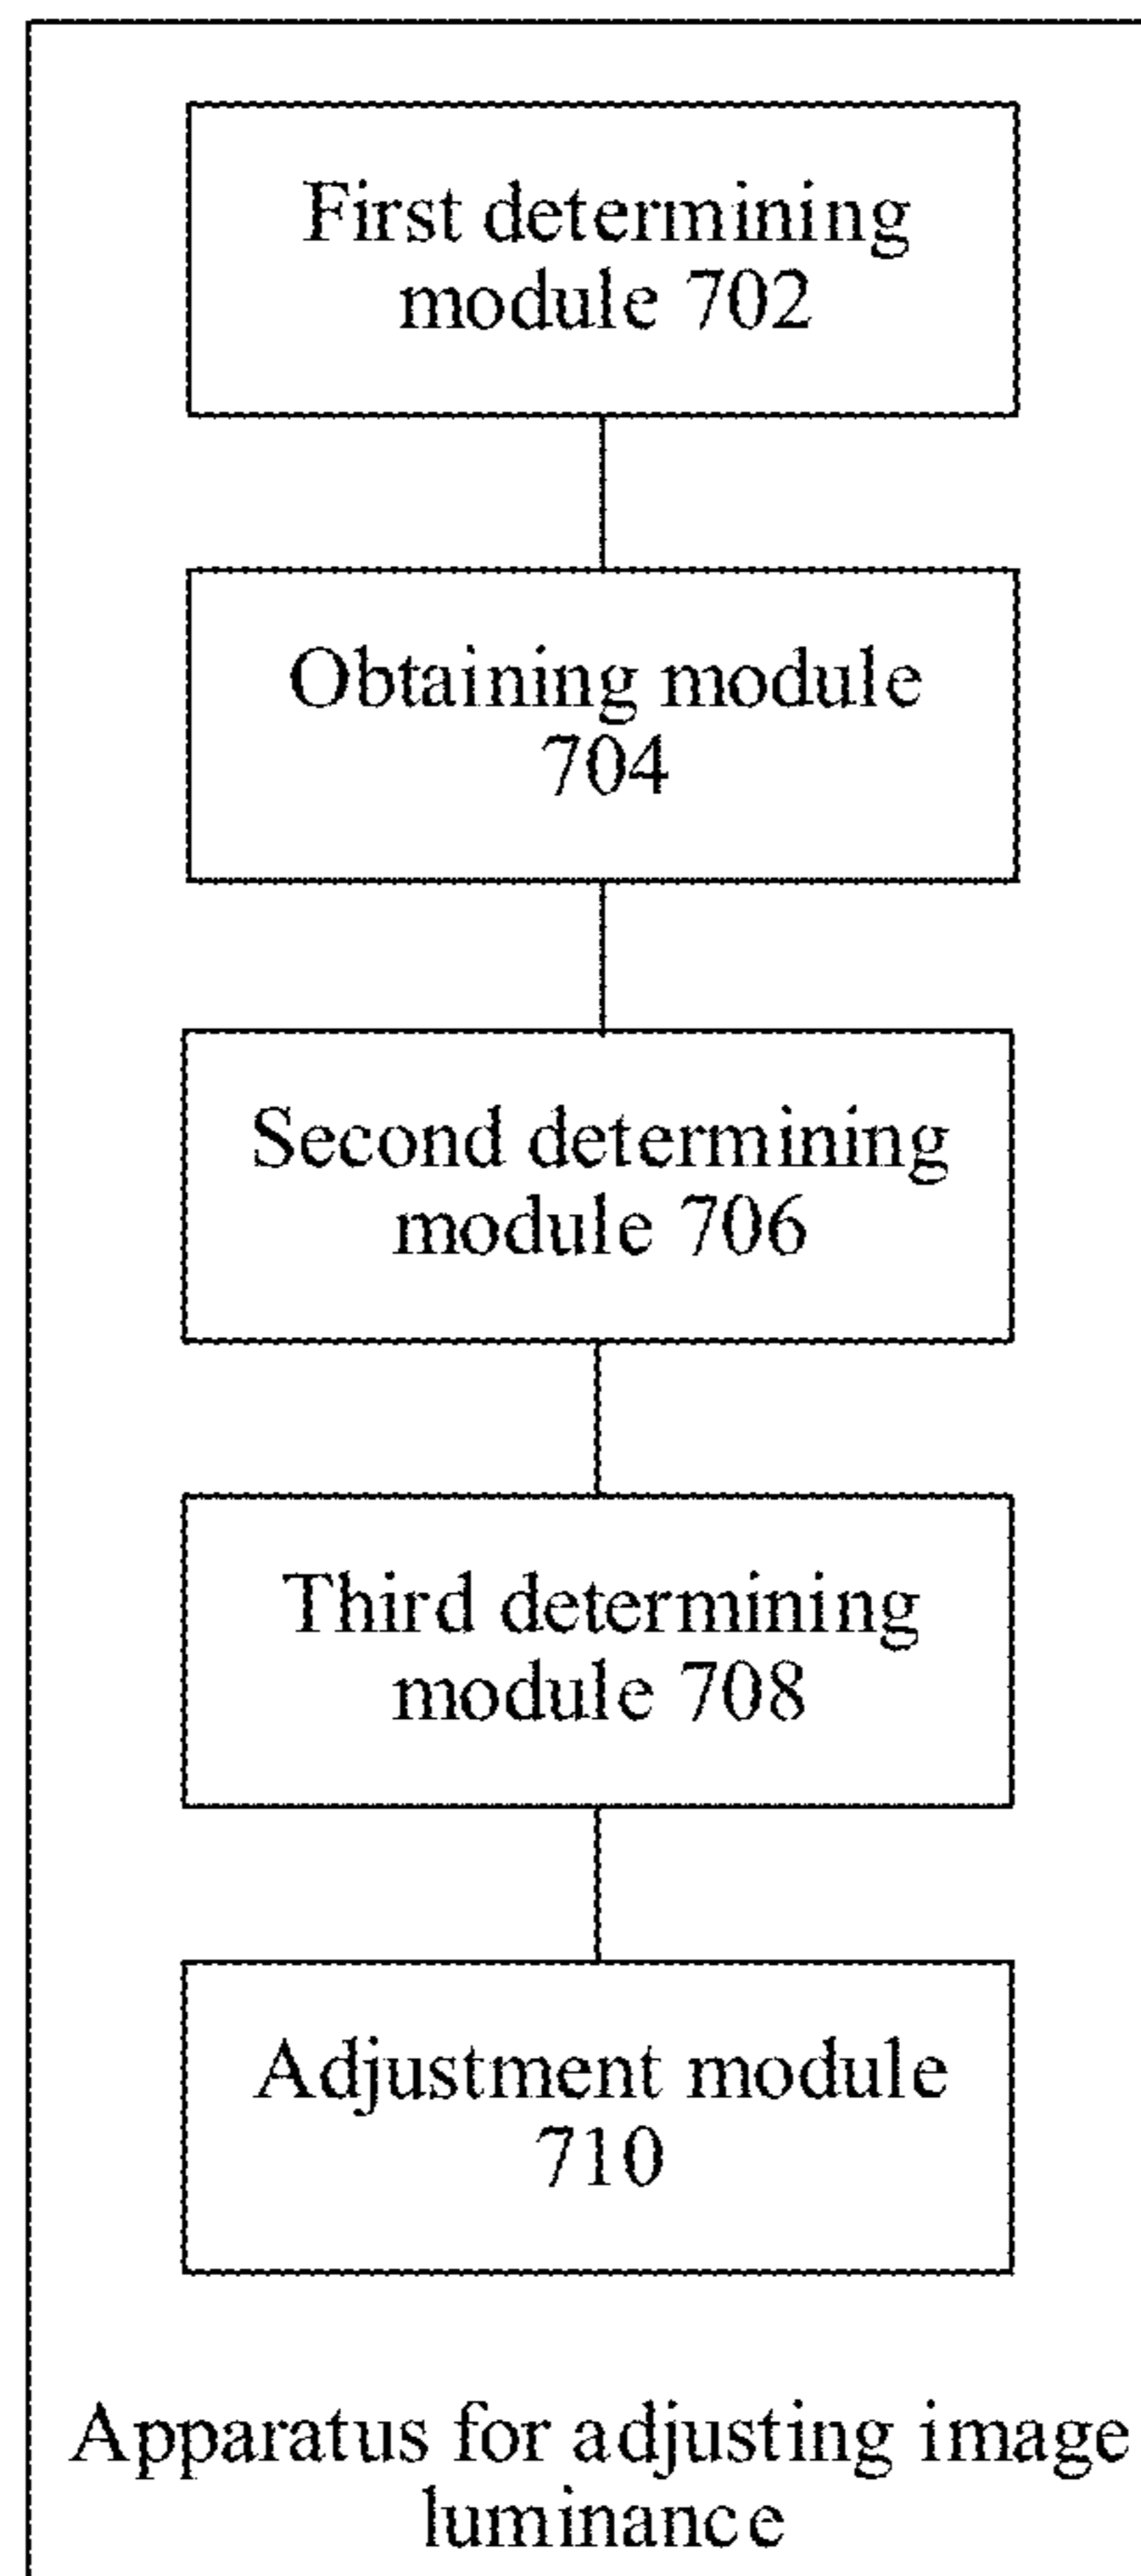 First determining
module 702
Obtaining module
704
Second determining
module 706
Third determining
module 708
Adjustment module
710
Apparatus for adjusting image
luminance